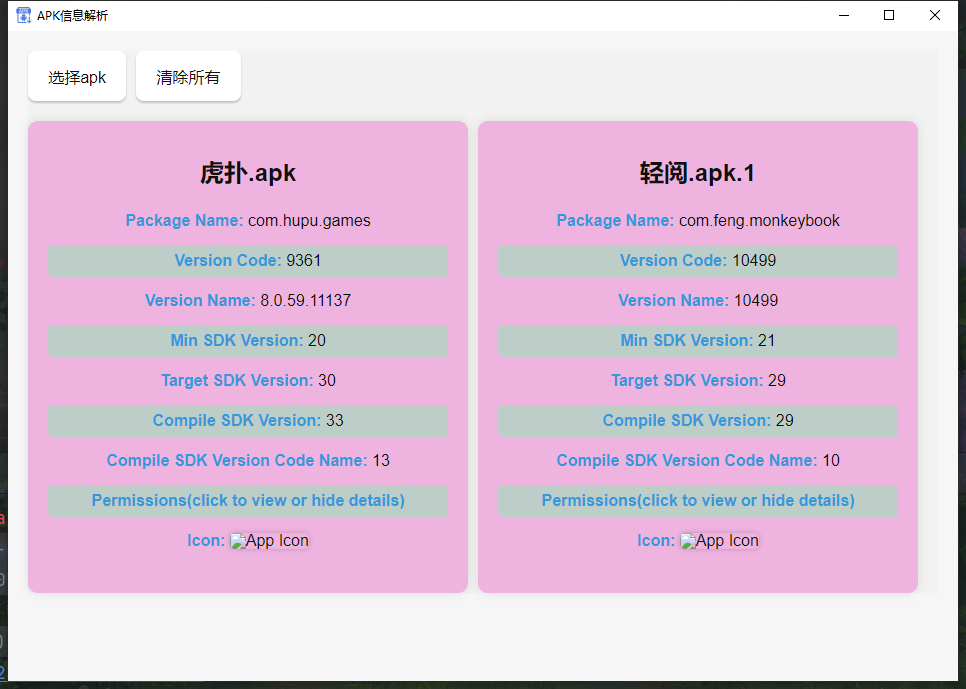 APK信息解析
选择apk 清除所有
虎扑.apk
Package Name: com.hupu.games
Version Code: 9361
Version Name: 8.0.59.11137
Min SDK Version: 20
Target SDK Version: 30
Compile SDK Version: 33
Compile SDK Version Code Name: 13
Permissions(click to view or hide details)
Icon: App Icon
轻阅.apk.1
Package Name: com.feng.monkeybook
Version Code: 10499
Version Name: 10499
Min SDK Version: 21
Target SDK Version: 29
Compile SDK Version: 29
Compile SDK Version Code Name: 10
Permissions(click to view or hide details)
Icon: App Icon